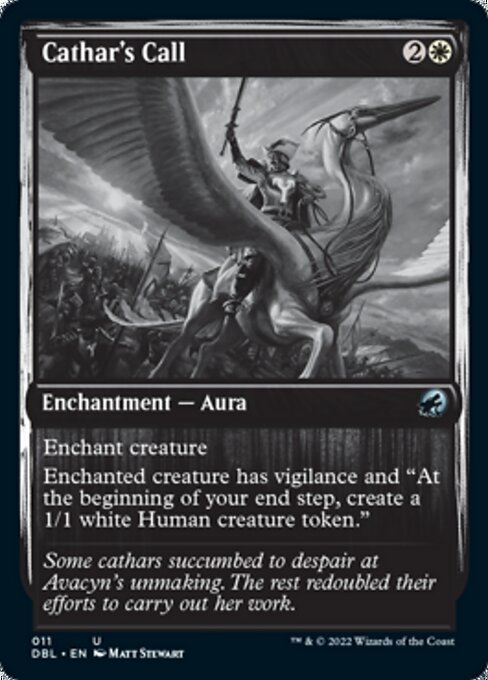 Cathar's Call 2
Enchantment — Aura
Enchant creature
Enchanted creature has vigilance and “At
the beginning of your end step, create a
1/1 white Human creature token.”
Some cathars succumbed to despair at
Avacyn's unmaking. The rest redoubled their
efforts to carry out her work.
011 U
DBL • EN Matt Stewart
™ & © 2022 Wizards of the Coast